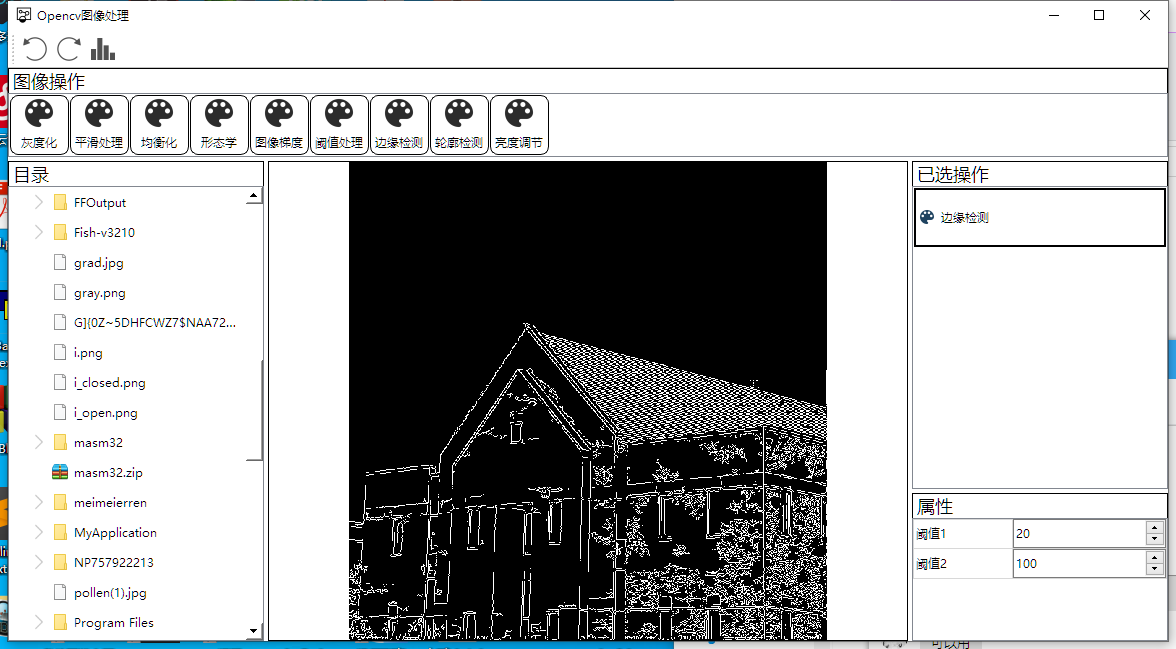 Opencv图像处理
图像操作
灰度化 平滑处理 均衡化 形态学 图像梯度 阈值处理 边缘检测 轮廓检测 亮度调节
目录
FFOutput
Fish-v3210
grad.jpg
gray.png
G]{0Z~5DHFCWZ7$NAA72...
i.png
i_closed.png
i_open.png
masm32
masm32.zip
meimeierren
MyApplication
NP757922213
pollen(1).jpg
Program Files
已选操作
边缘检测
属性
阈值1 20
阈值2 100
可以用